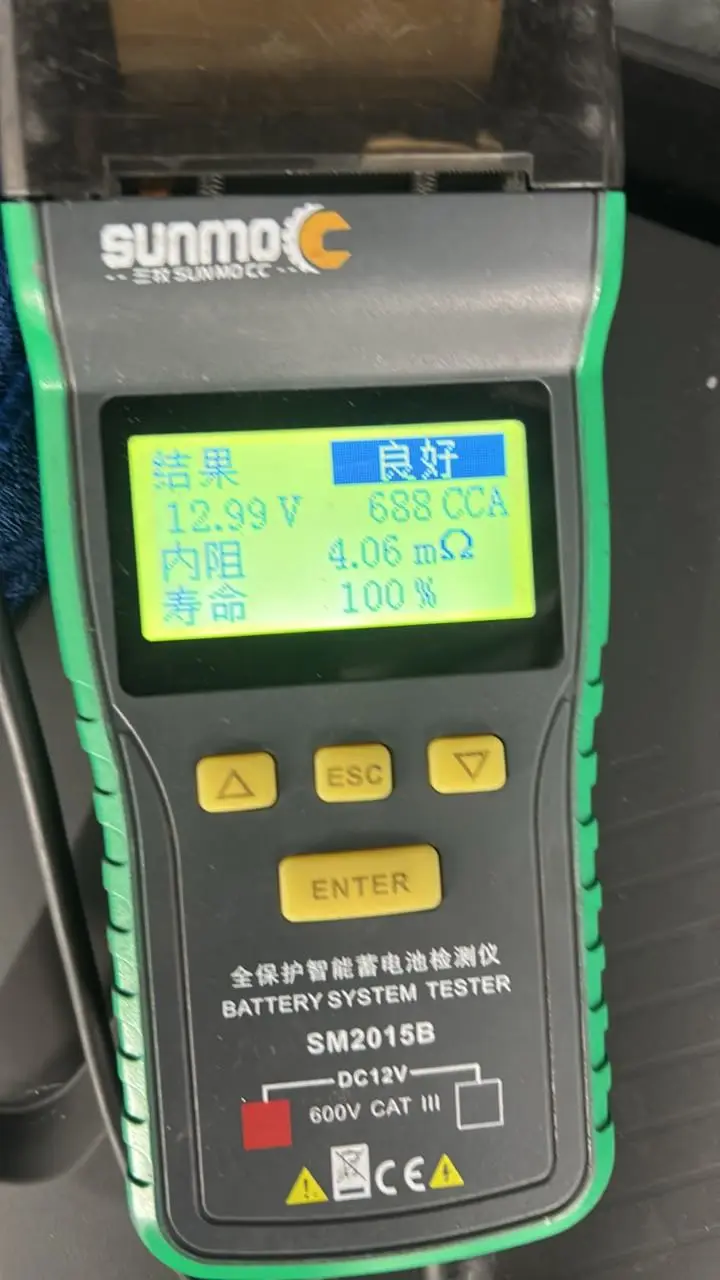 sunmo
--三较 SUNMOCC--
结果 良好
12.99 V 688 CCA
内阻 4.06 mΩ
寿命 100 %
ESC
ENTER
全保护智能蓄电池检测仪
BATTERY SYSTEM TESTER
SM2015B
DC12V
600V CAT III
CE